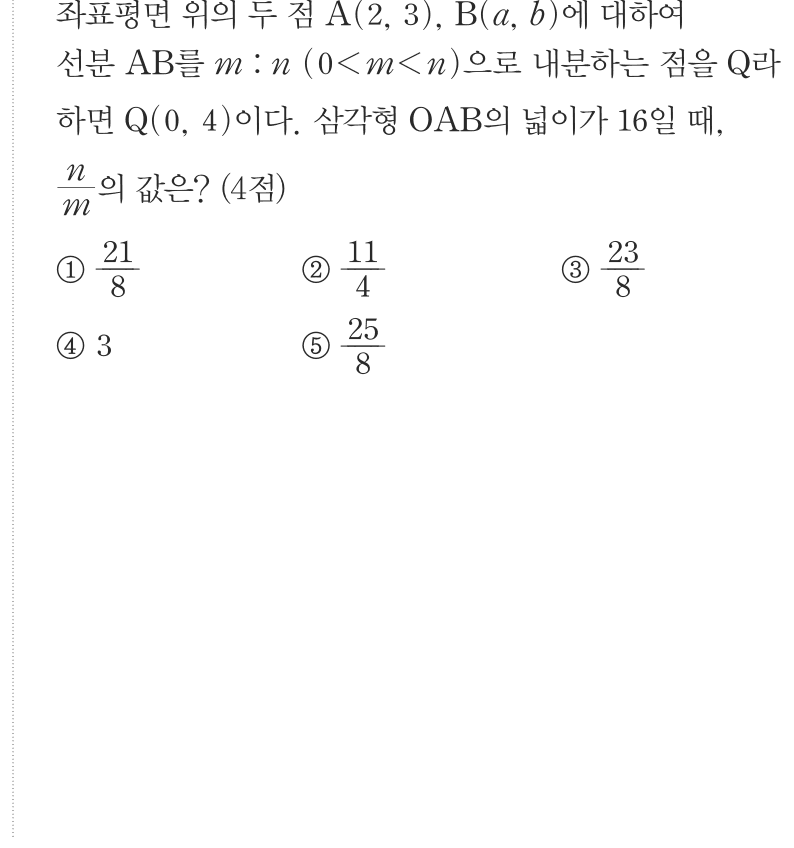 좌표평면 위의 두 점 A(2, 3), B(a, b)에 대하여
선분 AB를 m : n (0<m<n)으로 내분하는 점을 Q라
하면 Q(0, 4)이다. 삼각형 OAB의 넓이가 16일 때,
n/m의 값은? (4점)
① 21/8 ② 11/4 ③ 23/8
④ 3 ⑤ 25/8